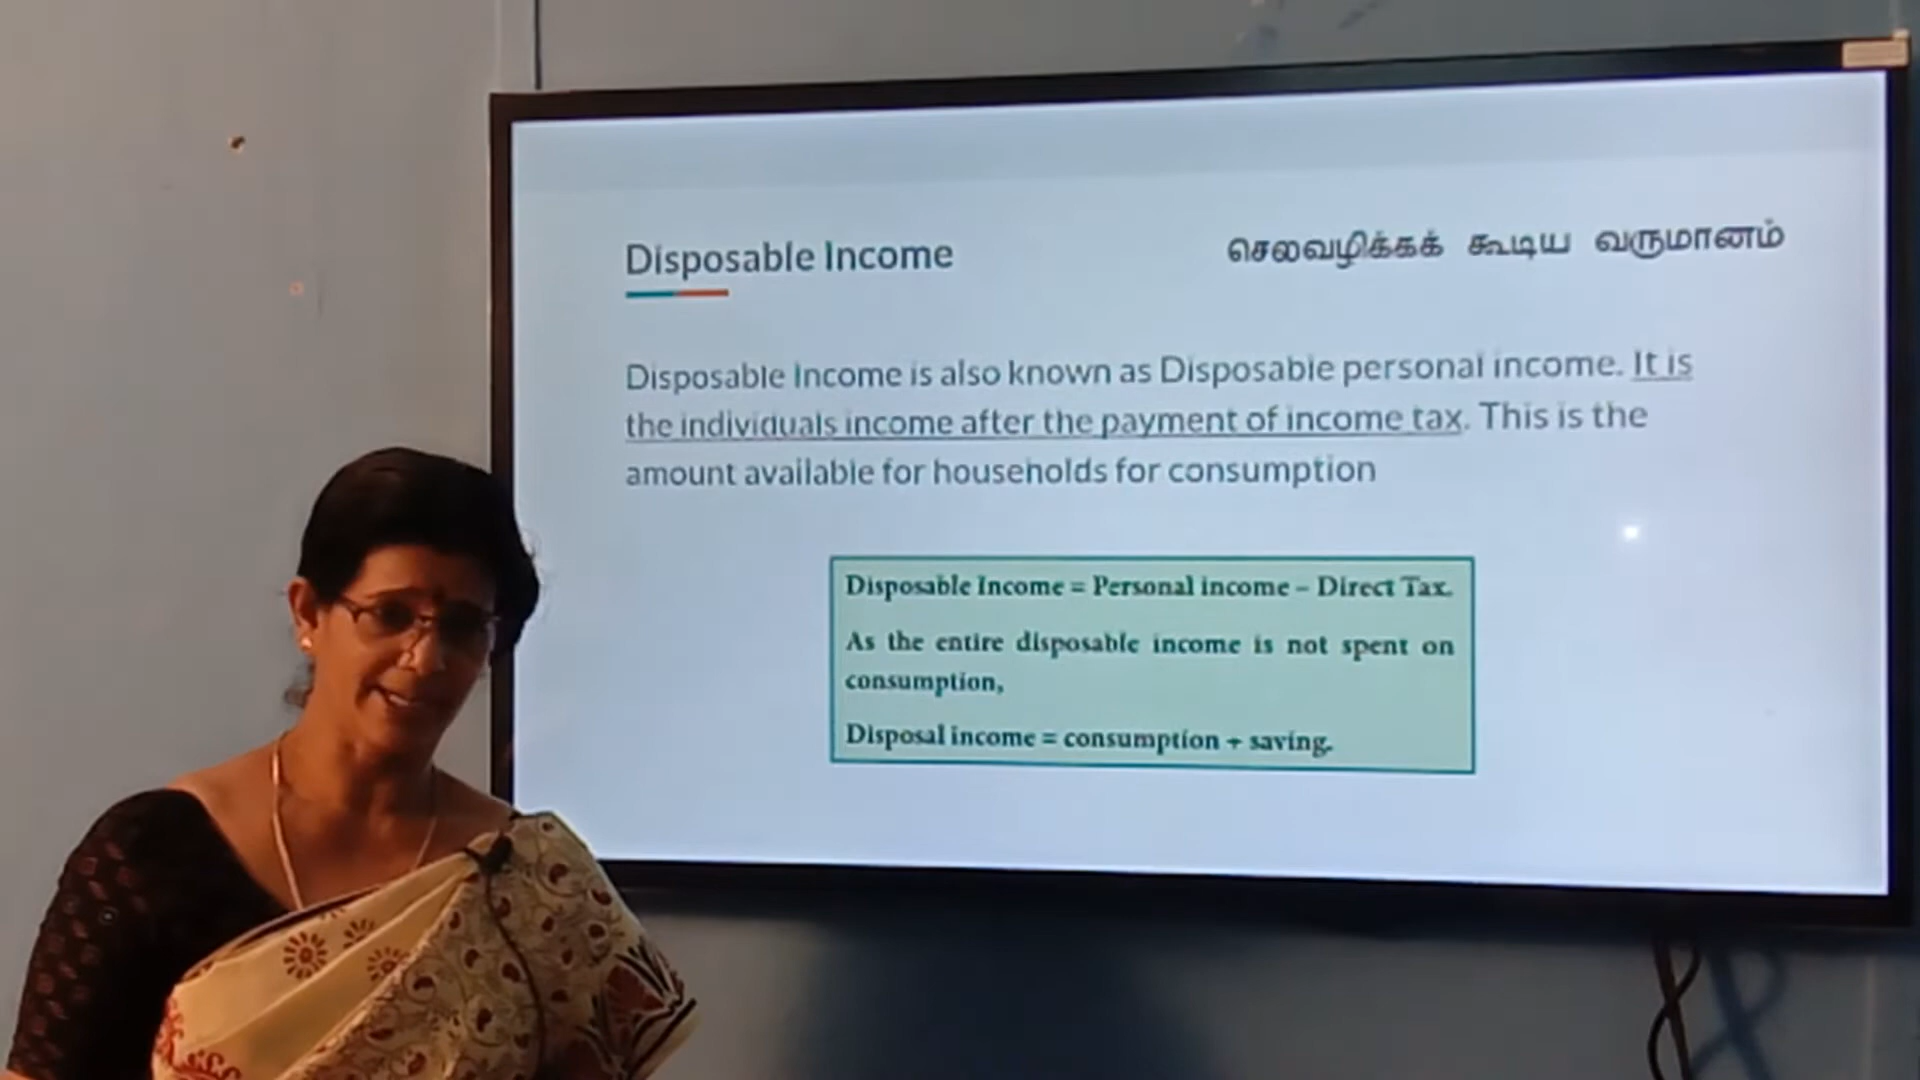 Disposable Income
செலவழிக்கக் கூடிய வருமானம்
Disposable Income is also known as Disposable personal income. It is
the individuals income after the payment of income tax. This is the
amount available for households for consumption
Disposable Income = Personal income – Direct Tax.
As the entire disposable income is not spent on
consumption,
Disposal income = consumption + saving.